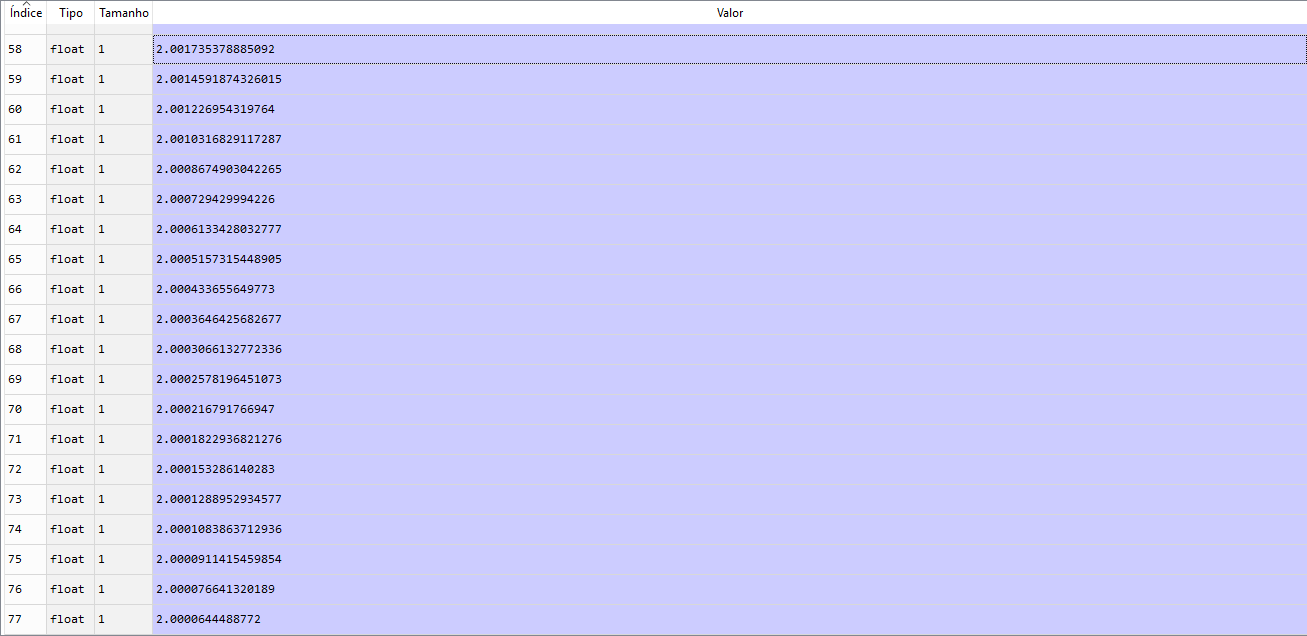 Índice Tipo Tamanho Valor
58 float 1 2.001735378885092
59 float 1 2.0014591874326015
60 float 1 2.001226954319764
61 float 1 2.0010316829117287
62 float 1 2.0008674903042265
63 float 1 2.000729429994226
64 float 1 2.0006133428032777
65 float 1 2.0005157315448905
66 float 1 2.000433655649773
67 float 1 2.0003646425682677
68 float 1 2.0003066132772336
69 float 1 2.0002578196451073
70 float 1 2.000216791766947
71 float 1 2.0001822936821276
72 float 1 2.000153286140283
73 float 1 2.0001288952934577
74 float 1 2.0001083863712936
75 float 1 2.0000911415459854
76 float 1 2.000076641320189
77 float 1 2.0000644488772